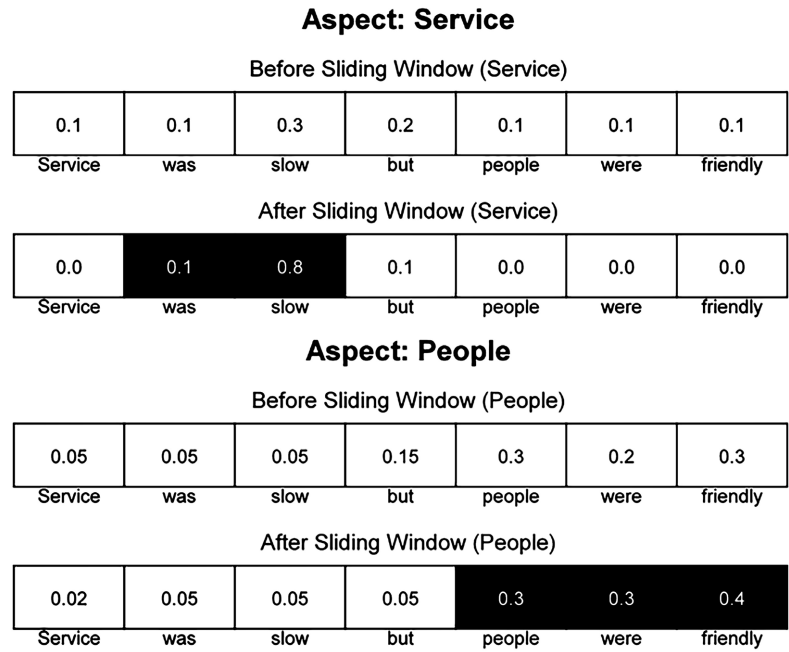 Aspect: Service
Before Sliding Window (Service)
0.1 0.1 0.3 0.2 0.1 0.1 0.1
Service was slow but people were friendly
After Sliding Window (Service)
0.0 0.1 0.8 0.1 0.0 0.0 0.0
Service was slow but people were friendly
Aspect: People
Before Sliding Window (People)
0.05 0.05 0.05 0.15 0.3 0.2 0.3
Service was slow but people were friendly
After Sliding Window (People)
0.02 0.05 0.05 0.05 0.3 0.3 0.4
Service was slow but people were friendly